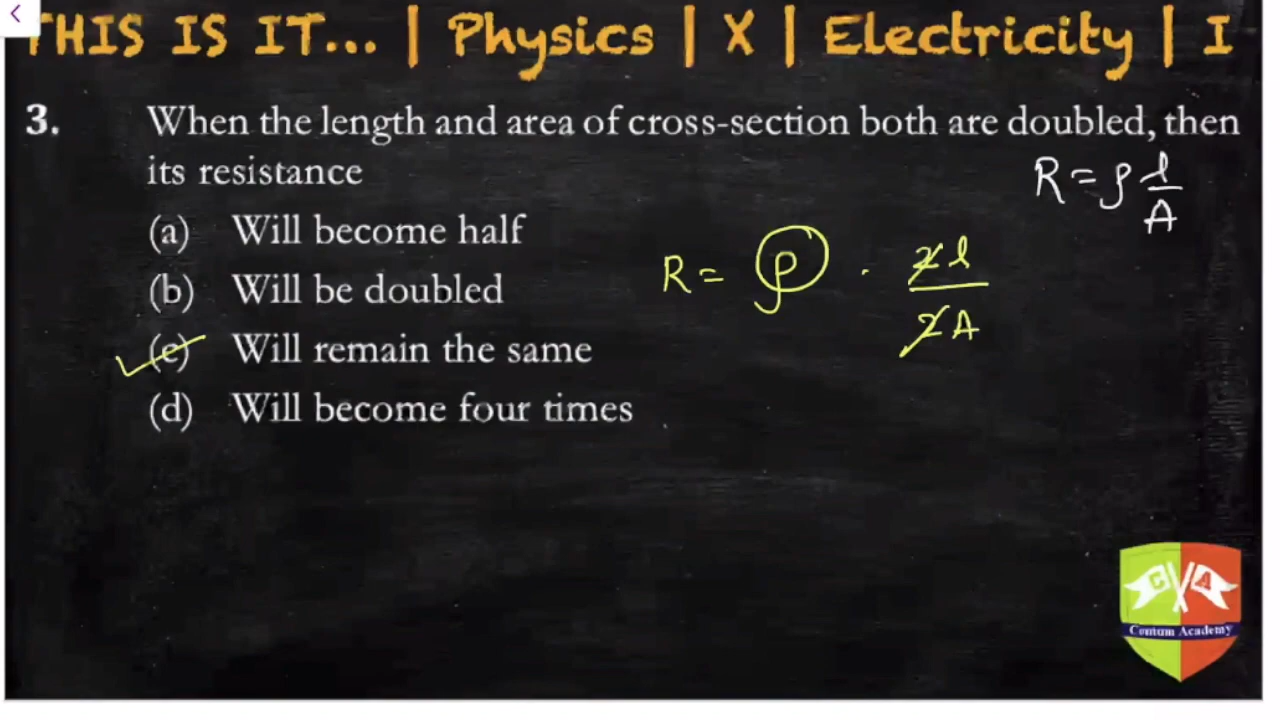 THIS IS IT... | Physics | X | Electricity | I
3. When the length and area of cross-section both are doubled, then
its resistance
R = ρ l/A
(a) Will become half
(b) Will be doubled
R = ρ · 2l/2A
(c) Will remain the same
(d) Will become four times
C A
Centum Academy